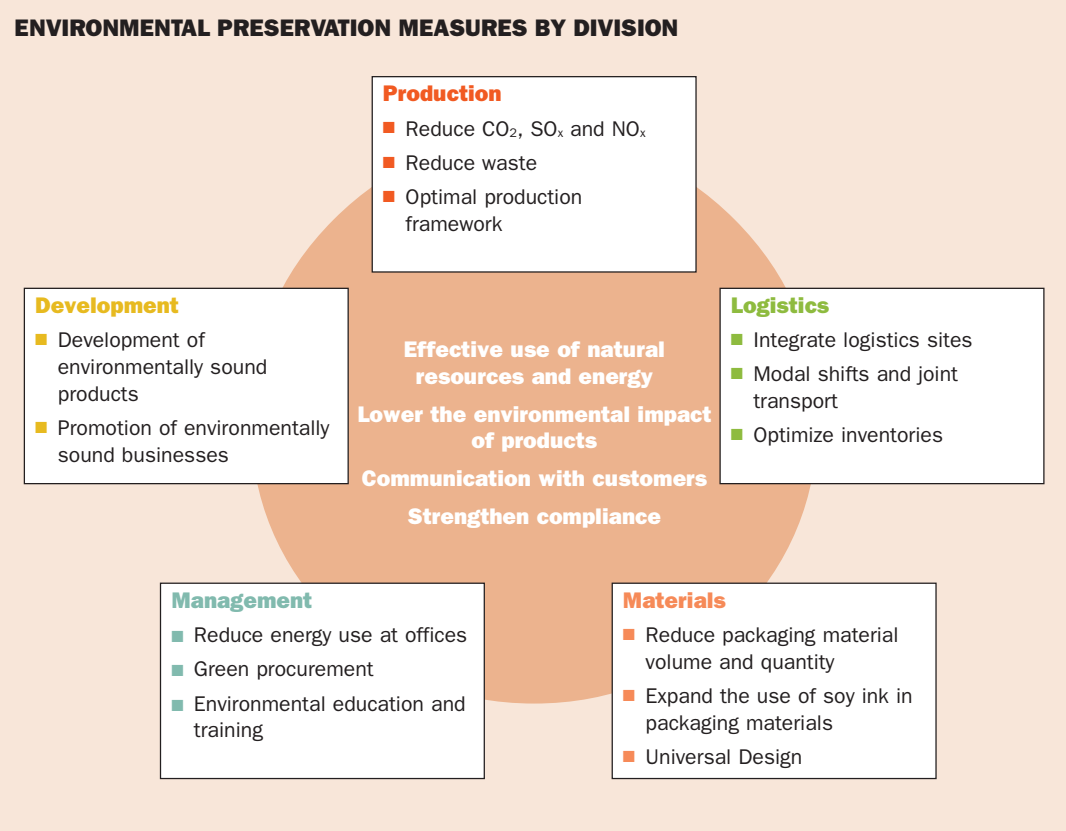 ENVIRONMENTAL PRESERVATION MEASURES BY DIVISION
Production
Reduce CO₂, SOₓ and NOₓ
Reduce waste
Optimal production
framework
Development
Development of
environmentally sound
products
Promotion of environmentally
sound businesses
Effective use of natural
resources and energy
Lower the environmental impact
of products
Communication with customers
Strengthen compliance
Logistics
Integrate logistics sites
Modal shifts and joint
transport
Optimize inventories
Management
Reduce energy use at offices
Green procurement
Environmental education and
training
Materials
Reduce packaging material
volume and quantity
Expand the use of soy ink in
packaging materials
Universal Design